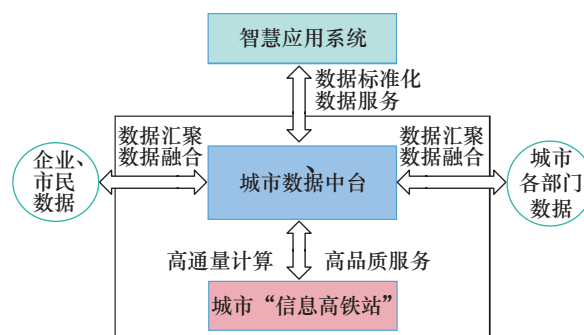 智慧应用系统
数据标准化
数据服务
数据汇聚
数据融合
数据汇聚
数据融合
企业、
市民
数据
、
城市数据中台
城市
各部门
数据
高通量计算
高品质服务
城市“信息高铁站”